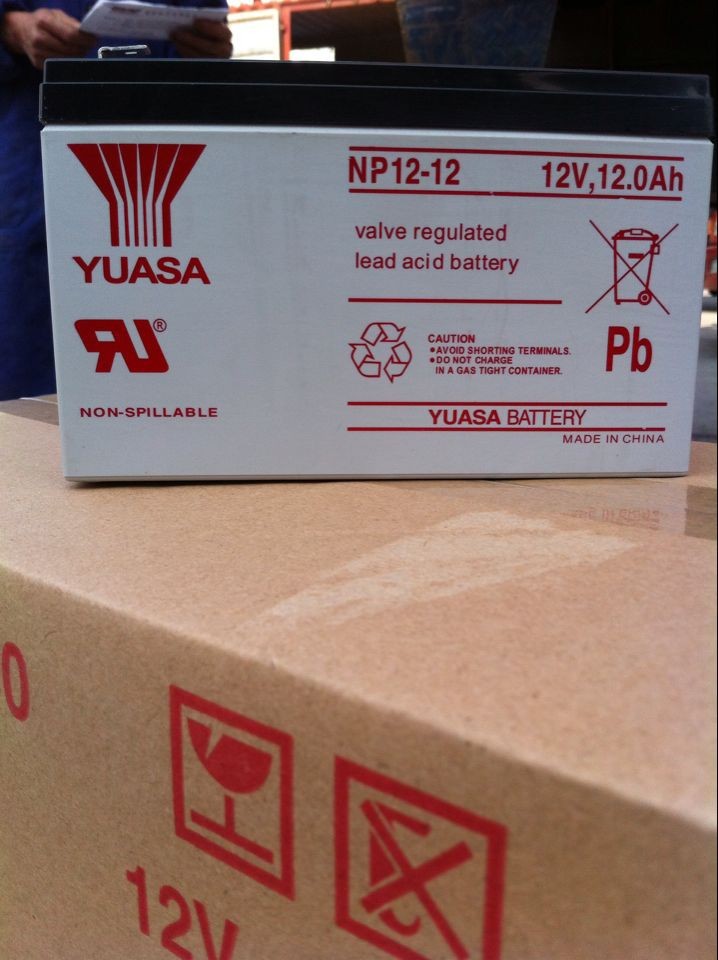 YUASA
NP12-12 12V,12.0Ah
valve regulated
lead acid battery
CAUTION
•AVOID SHORTING TERMINALS.
•DO NOT CHARGE
IN A GAS TIGHT CONTAINER.
Pb
NON-SPILLABLE
YUASA BATTERY
MADE IN CHINA
0
12V